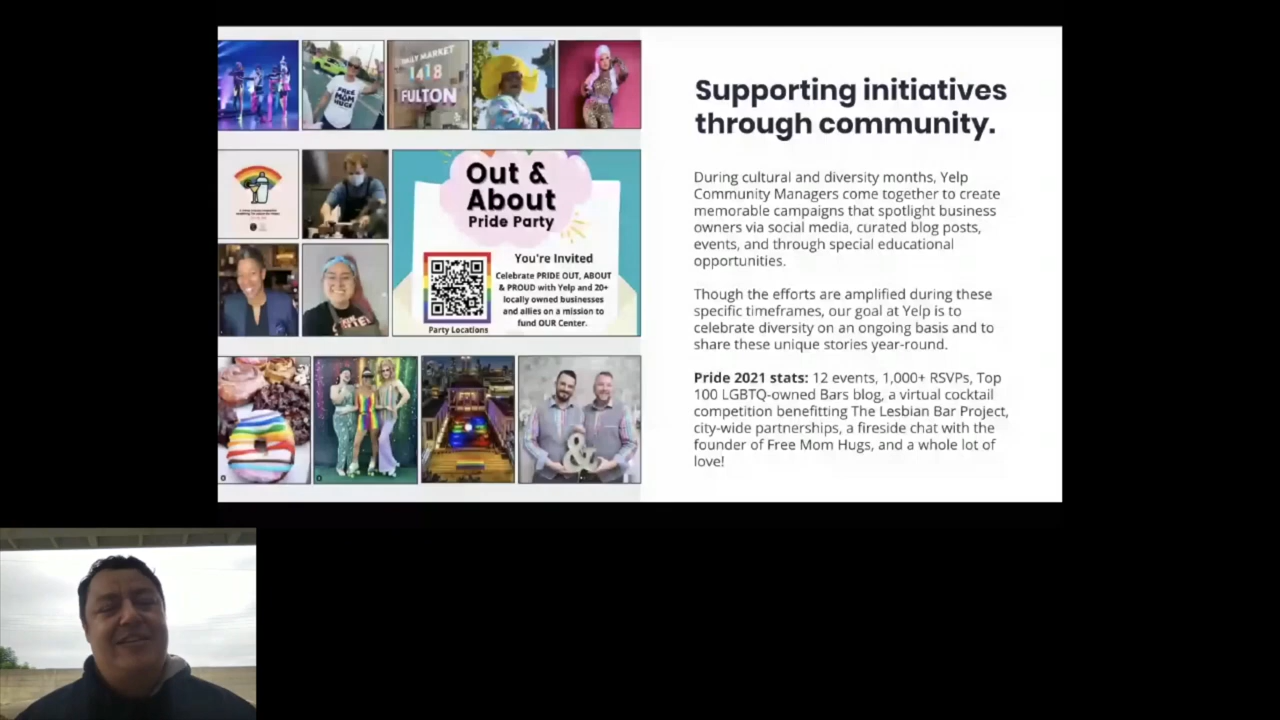 FREE
MOM
HUGS
DAILY MARKET
1418
FULTON
Out &
About
Pride Party
You're Invited
Celebrate PRIDE OUT, ABOUT
& PROUD with Yelp and 20+
locally owned businesses
and allies on a mission to
fund OUR Center.
Party Locations
&
Supporting initiatives
through community.
During cultural and diversity months, Yelp
Community Managers come together to create
memorable campaigns that spotlight business
owners via social media, curated blog posts,
events, and through special educational
opportunities.
Though the efforts are amplified during these
specific timeframes, our goal at Yelp is to
celebrate diversity on an ongoing basis and to
share these unique stories year-round.
Pride 2021 stats: 12 events, 1,000+ RSVPs, Top
100 LGBTQ-owned Bars blog, a virtual cocktail
competition benefitting The Lesbian Bar Project,
city-wide partnerships, a fireside chat with the
founder of Free Mom Hugs, and a whole lot of
love!